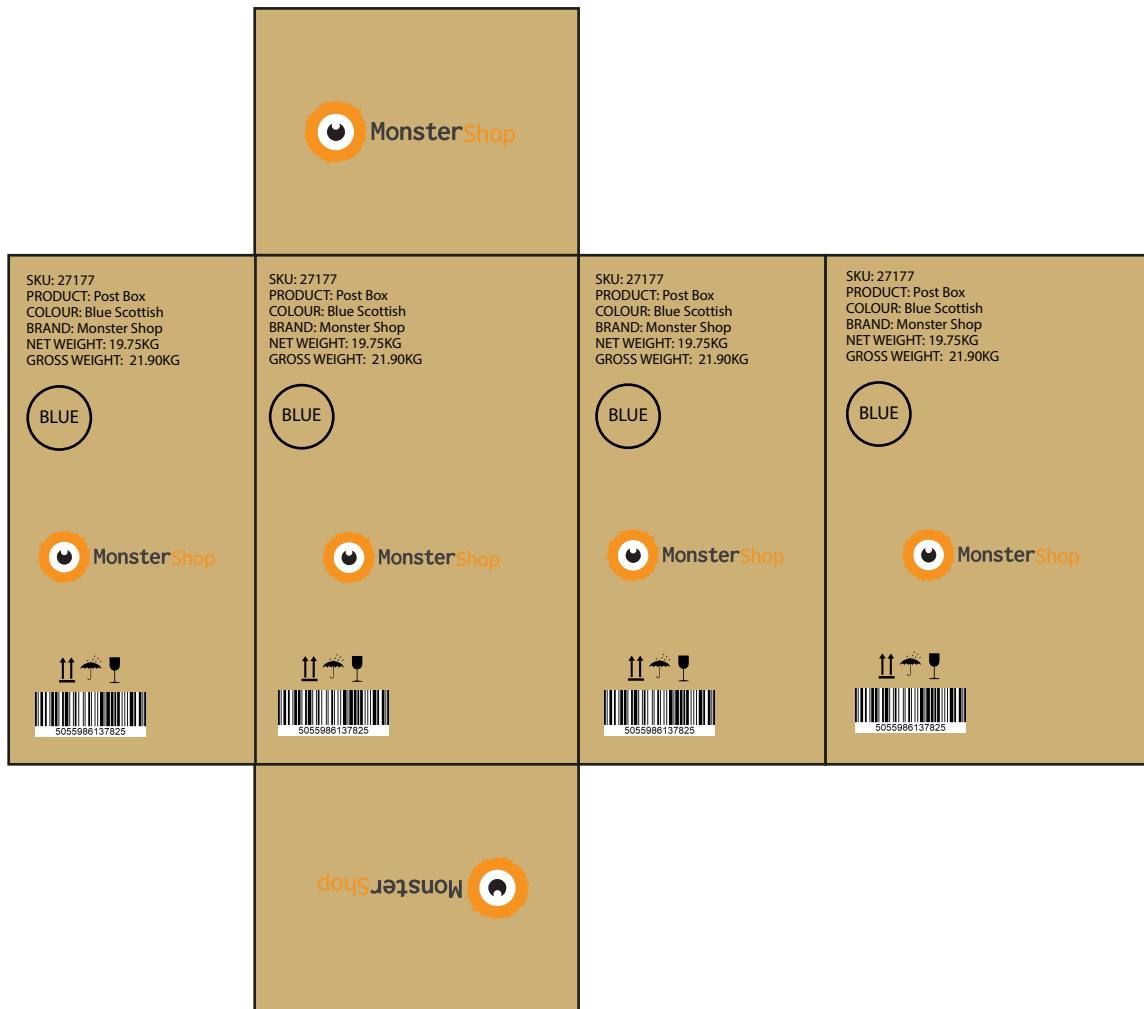 MonsterShop
SKU: 27177
PRODUCT: Post Box
COLOUR: Blue Scottish
BRAND: Monster Shop
NET WEIGHT: 19.75KG
GROSS WEIGHT:  21.90KG
BLUE
MonsterShop
5055986137825
SKU: 27177
PRODUCT: Post Box
COLOUR: Blue Scottish
BRAND: Monster Shop
NET WEIGHT: 19.75KG
GROSS WEIGHT:  21.90KG
BLUE
MonsterShop
5055986137825
SKU: 27177
PRODUCT: Post Box
COLOUR: Blue Scottish
BRAND: Monster Shop
NET WEIGHT: 19.75KG
GROSS WEIGHT:  21.90KG
BLUE
MonsterShop
5055986137825
SKU: 27177
PRODUCT: Post Box
COLOUR: Blue Scottish
BRAND: Monster Shop
NET WEIGHT: 19.75KG
GROSS WEIGHT:  21.90KG
BLUE
MonsterShop
5055986137825
MonsterShop